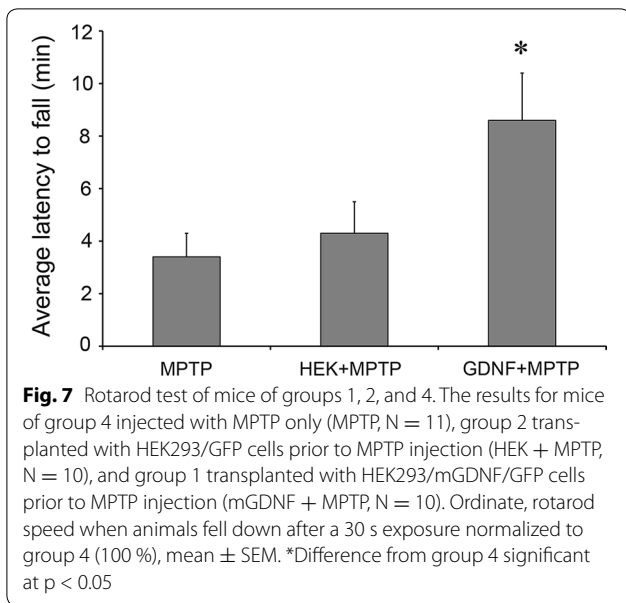 Average latency to fall (min)
12
10
8
6
4
2
0
*
MPTP
HEK+MPTP
GDNF+MPTP
Fig. 7 Rotarod test of mice of groups 1, 2, and 4. The results for mice
of group 4 injected with MPTP only (MPTP, N = 11), group 2 trans-
planted with HEK293/GFP cells prior to MPTP injection (HEK + MPTP,
N = 10), and group 1 transplanted with HEK293/mGDNF/GFP cells
prior to MPTP injection (mGDNF + MPTP, N = 10). Ordinate, rotarod
speed when animals fell down after a 30 s exposure normalized to
group 4 (100 %), mean ± SEM. *Difference from group 4 significant
at p < 0.05